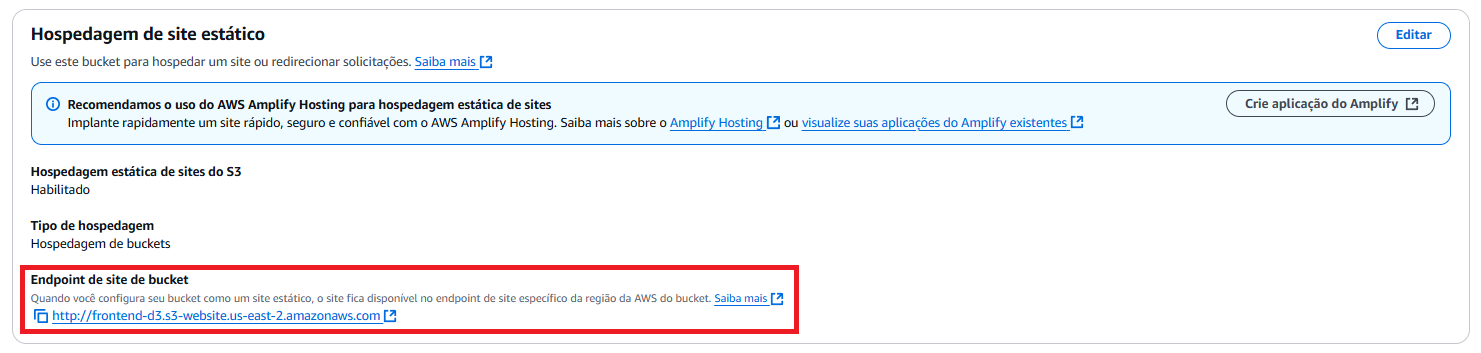 Hospedagem de site estático
Editar
Use este bucket para hospedar um site ou redirecionar solicitações. Saiba mais
Recomendamos o uso do AWS Amplify Hosting para hospedagem estática de sites
Crie aplicação do Amplify
Implante rapidamente um site rápido, seguro e confiável com o AWS Amplify Hosting. Saiba mais sobre o Amplify Hosting ou visualize suas aplicações do Amplify existentes
Hospedagem estática de sites do S3
Habilitado
Tipo de hospedagem
Hospedagem de buckets
Endpoint de site de bucket
Quando você configura seu bucket como um site estático, o site fica disponível no endpoint de site específico da região da AWS do bucket. Saiba mais
http://frontend-d3.s3-website.us-east-2.amazonaws.com